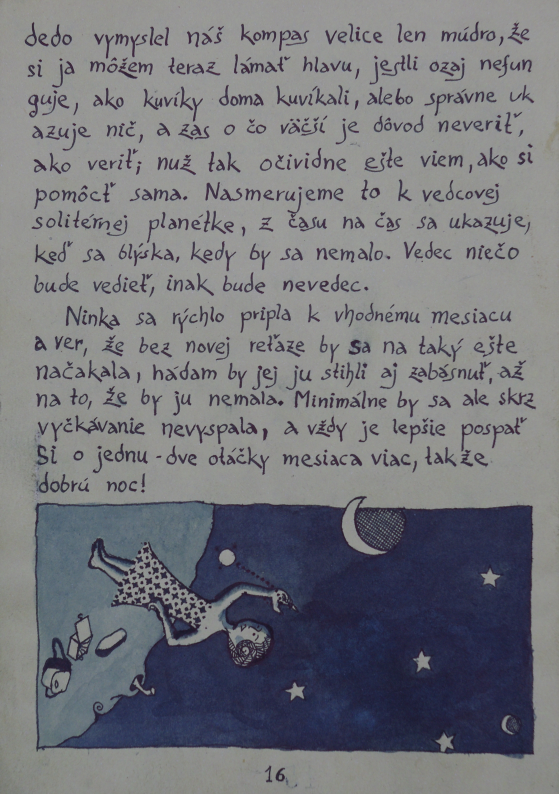 dedo vymyslel náš kompas velice len múdro, že
si ja môžem teraz lámať hlavu, jestli ozaj nefun
guje, ako kuvíky doma kuvíkali, alebo správne uk
azuje nič, a zas o čo väčší je dôvod neveriť,
ako veriť; nuž tak očividne ešte viem, ako si
pomôcť sama. Nasmerujeme to k vedcovej
solitérnej planétke, z času na čas sa ukazuje,
keď sa blýska, kedy by sa nemalo. Vedec niečo
bude vedieť, inak bude nevedec.
Ninka sa rýchlo pripla k vhodnému mesiacu
a ver, že bez novej reťaze by sa na taký ešte
načakala, hádam by jej ju stihli aj zabásnuť, až
na to, že by ju nemala. Minimálne by sa ale skrz
vyčkávanie nevyspala, a vždy je lepšie pospať
si o jednu - dve otáčky mesiaca viac, takže
dobrú noc!
16